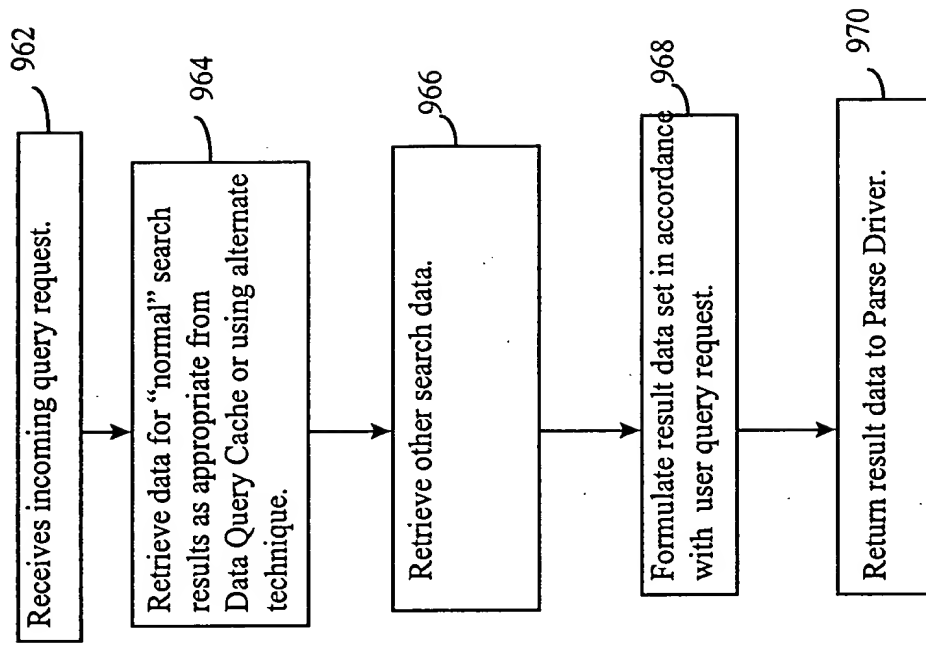 962
Receives incoming query request.
964
Retrieve data for “normal” search
results as appropriate from
Data Query Cache or using alternate
technique.
966
Retrieve other search data.
968
Formulate result data set in accordance
with user query request.
970
Return result data to Parse Driver.